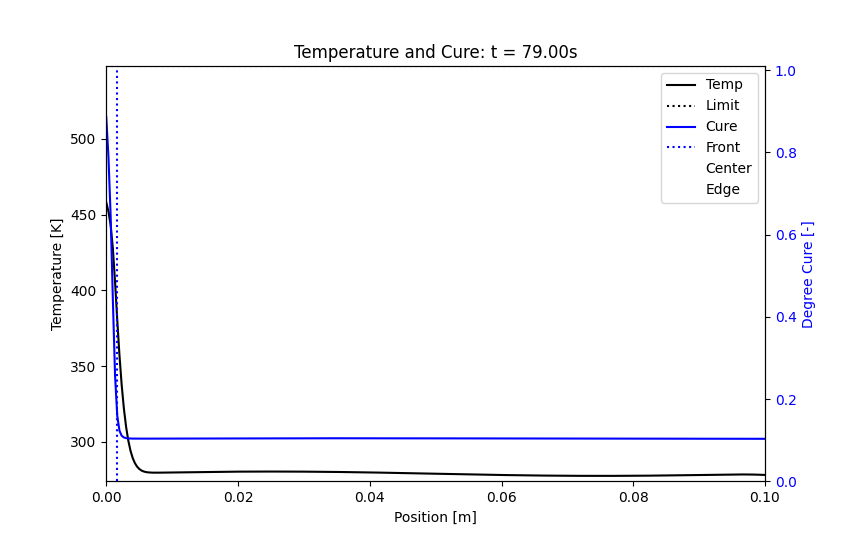 Temperature and Cure: t = 79.00s
Temp
Limit
Cure
Front
Center
Edge
500
450
400
350
300
Temperature [K]
1.0
0.8
0.6
0.4
0.2
0.0
Degree Cure [-]
0.00 0.02 0.04 0.06 0.08 0.10
Position [m]